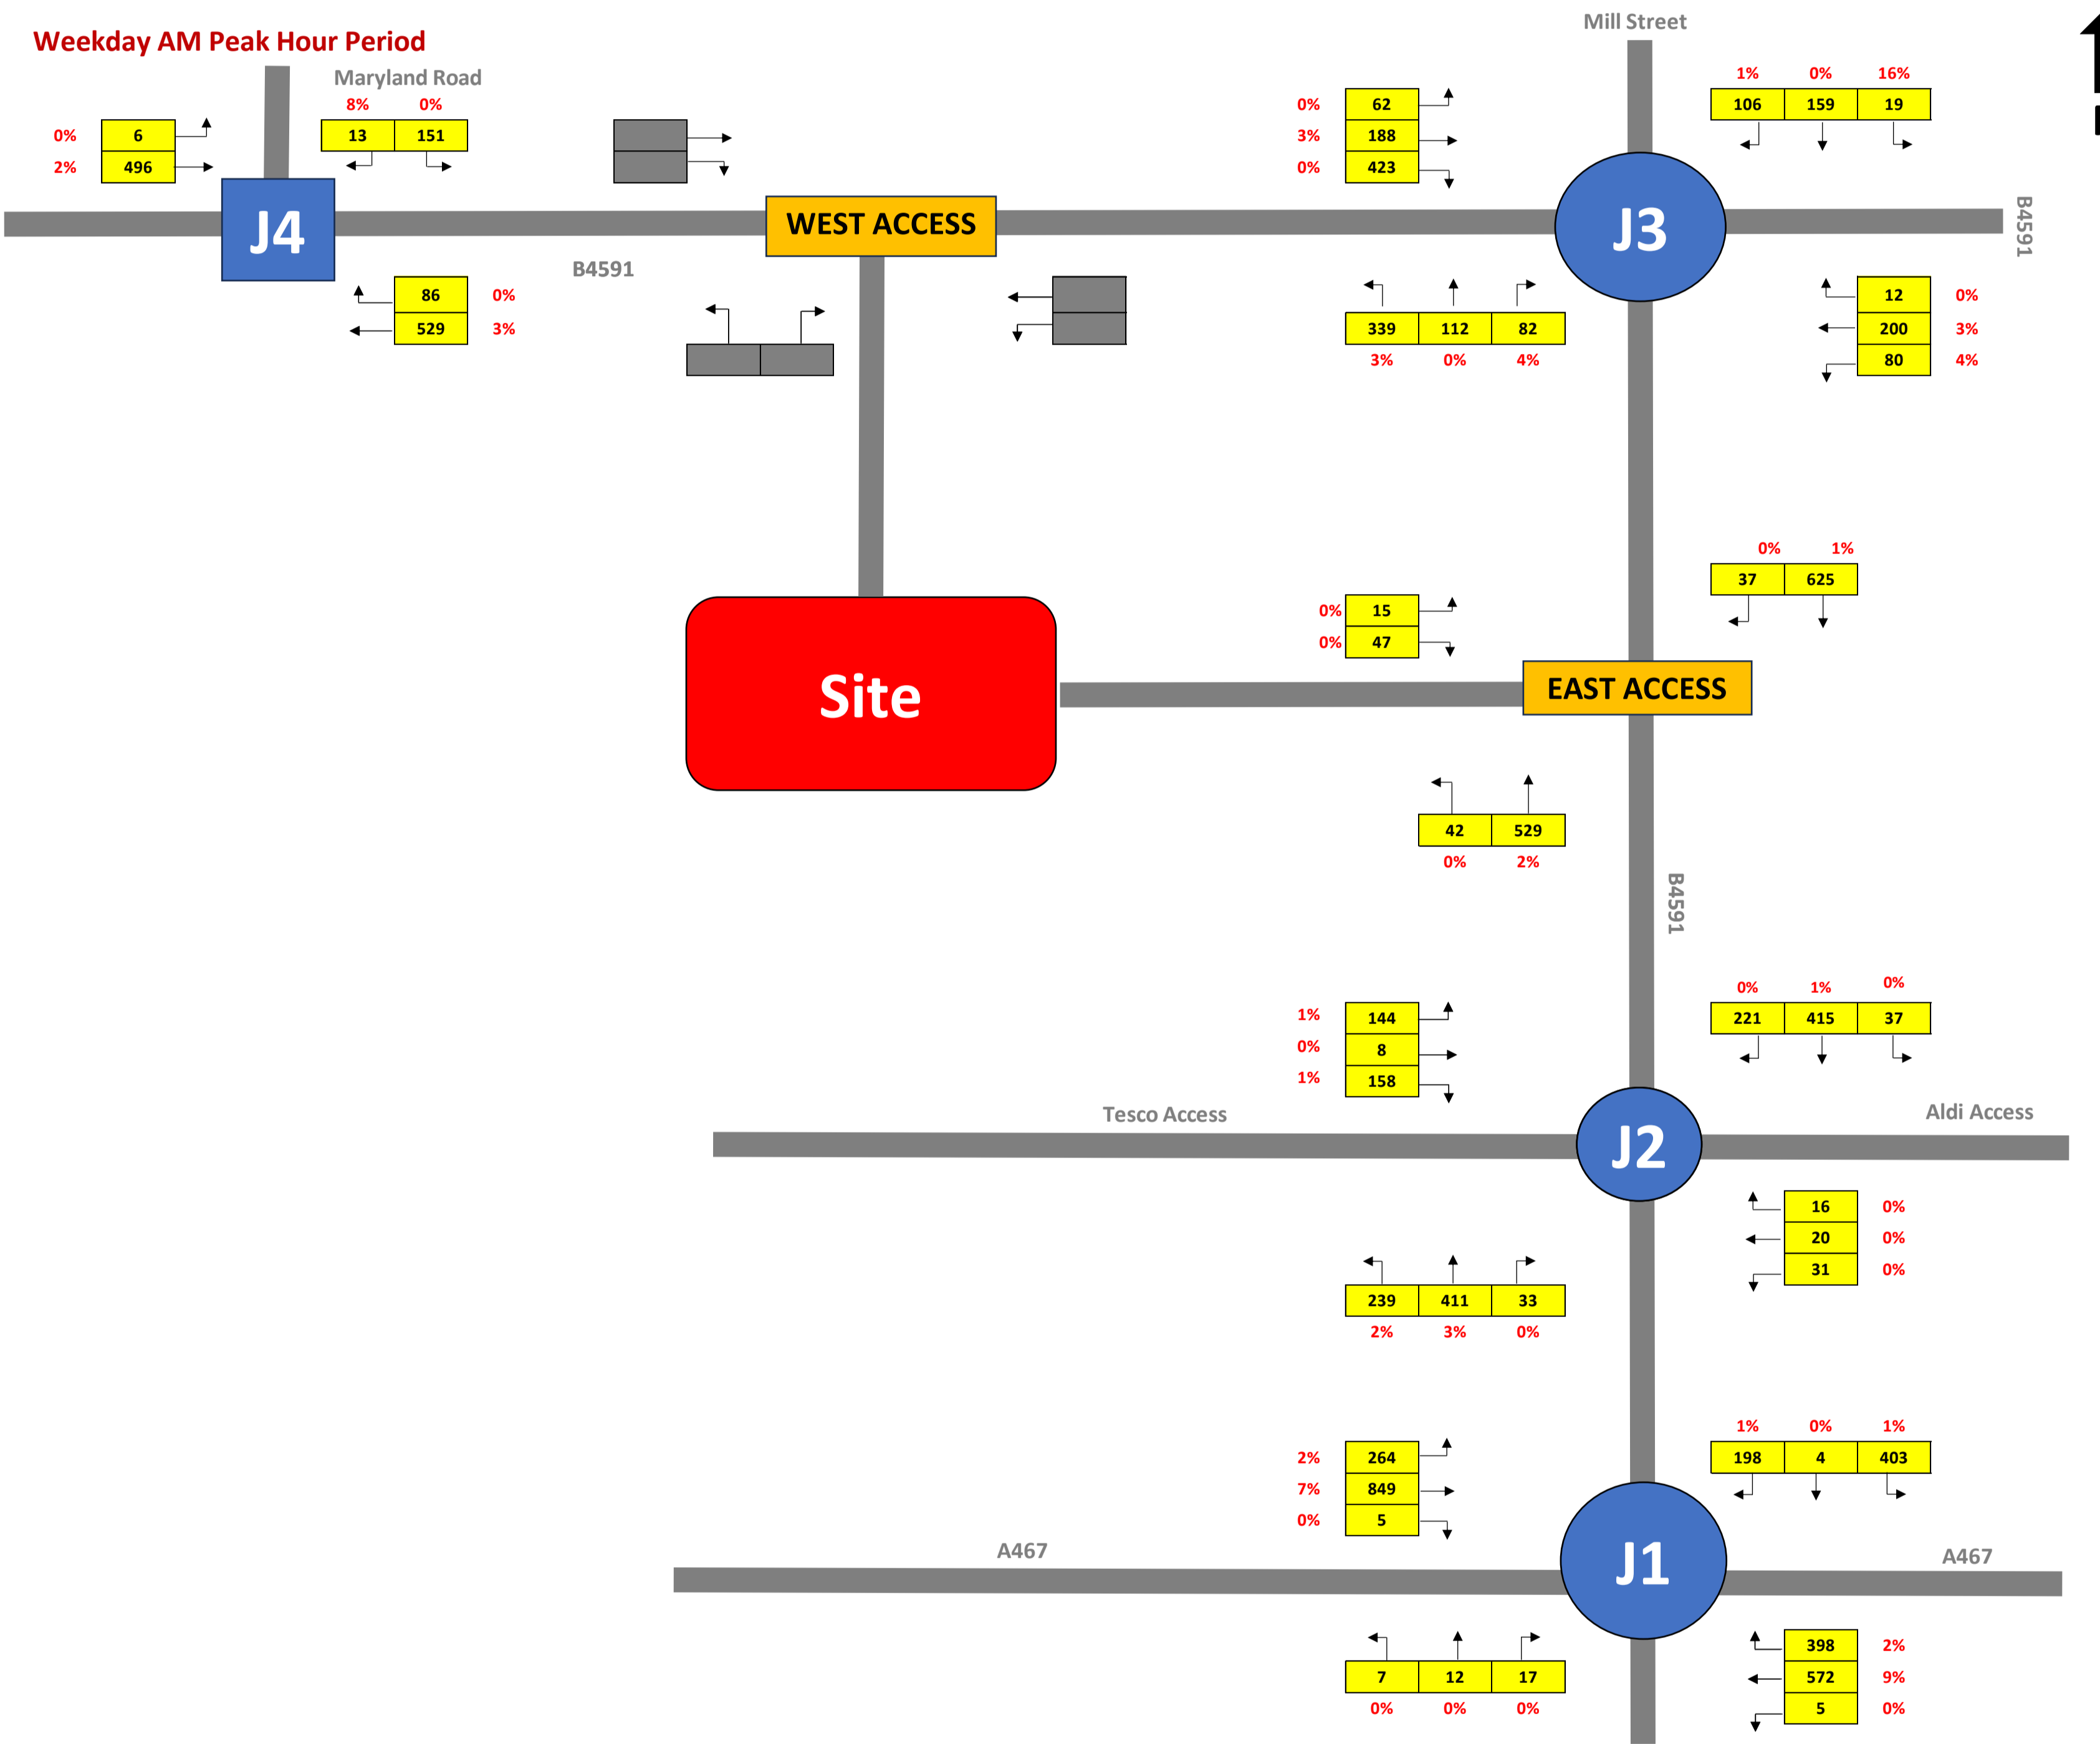 Mill Street
Weekday AM Peak Hour Period
Maryland Road
8% 0%
0% 6
13 151
2% 496
0% 62
3% 188
0% 423
1% 0% 16%
106 159 19
J4
WEST ACCESS
J3
B4591
B4591
86 0%
529 3%
339 112 82
3% 0% 4%
12 0%
200 3%
80 4%
0% 1%
37 625
0% 15
0% 47
Site
EAST ACCESS
42 529
0% 2%
B4591
1% 144
0% 8
1% 158
0% 1% 0%
221 415 37
Tesco Access
Aldi Access
J2
16 0%
20 0%
31 0%
239 411 33
2% 3% 0%
2% 264
7% 849
0% 5
1% 0% 1%
198 4 403
A467
A467
J1
7 12 17
0% 0% 0%
398 2%
572 9%
5 0%